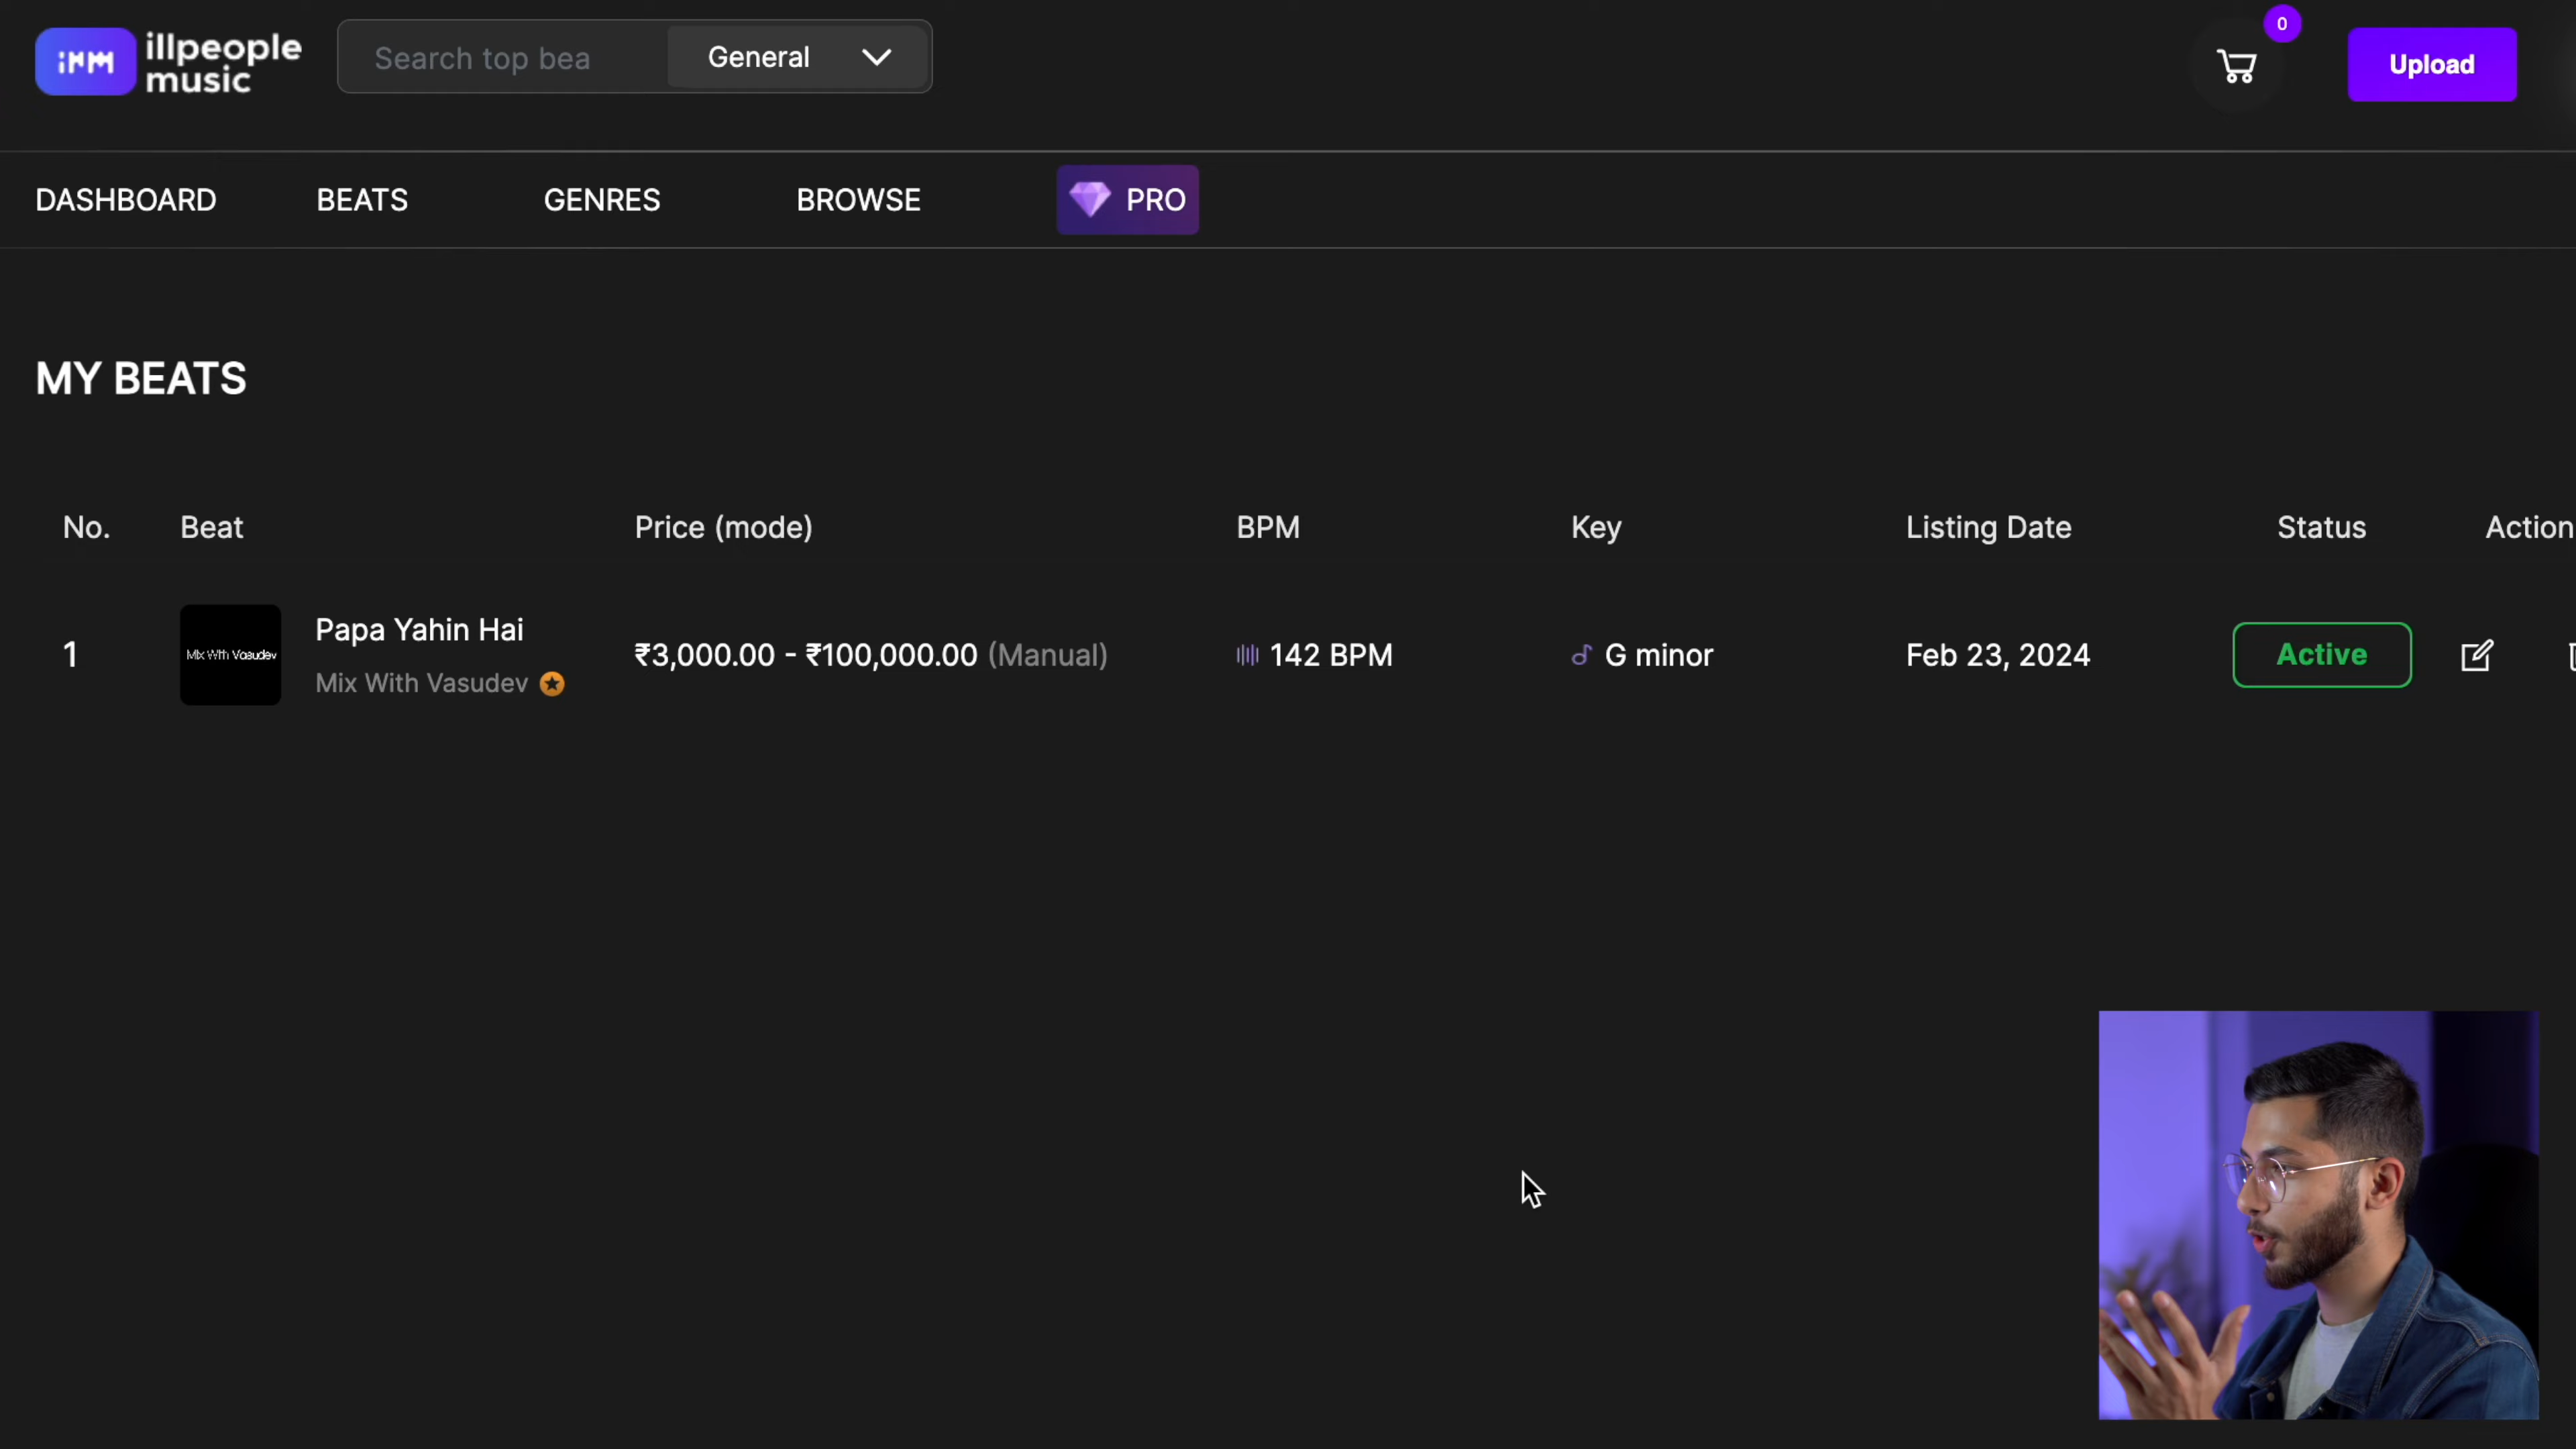 illpeople
music
Search top bea
General
0
Upload
DASHBOARD
BEATS
GENRES
BROWSE
PRO
MY BEATS
No.
Beat
Price (mode)
BPM
Key
Listing Date
Status
Action
1
Mix With Vasudev
Papa Yahin Hai
Mix With Vasudev
₹3,000.00 - ₹100,000.00 (Manual)
142 BPM
G minor
Feb 23, 2024
Active